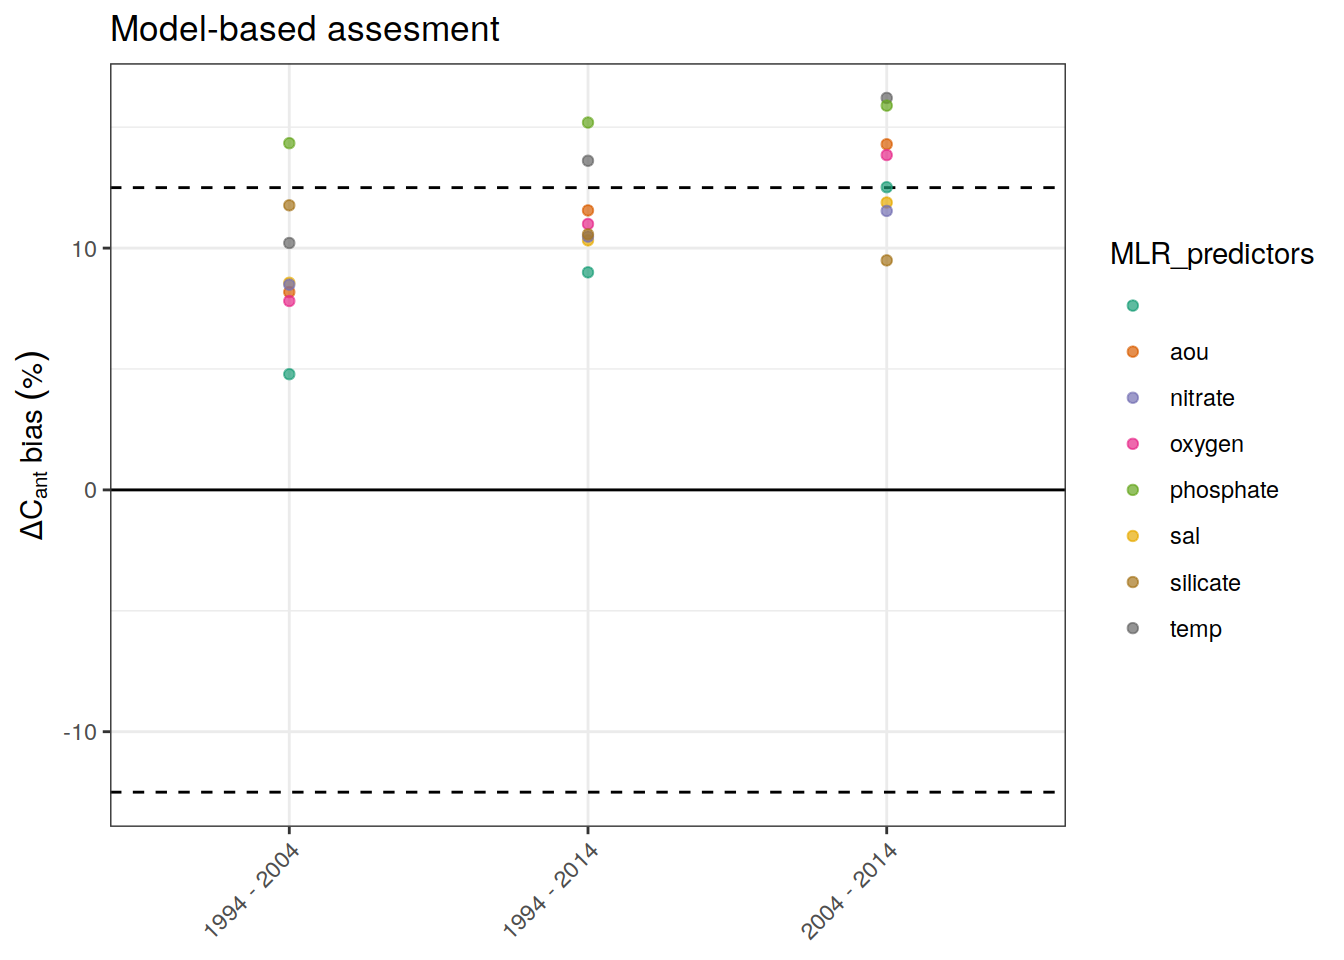 Model-based assesment
ΔCant bias (%)
10
0
-10
1994 - 2004
1994 - 2014
2004 - 2014
MLR_predictors
aou
nitrate
oxygen
phosphate
sal
silicate
temp